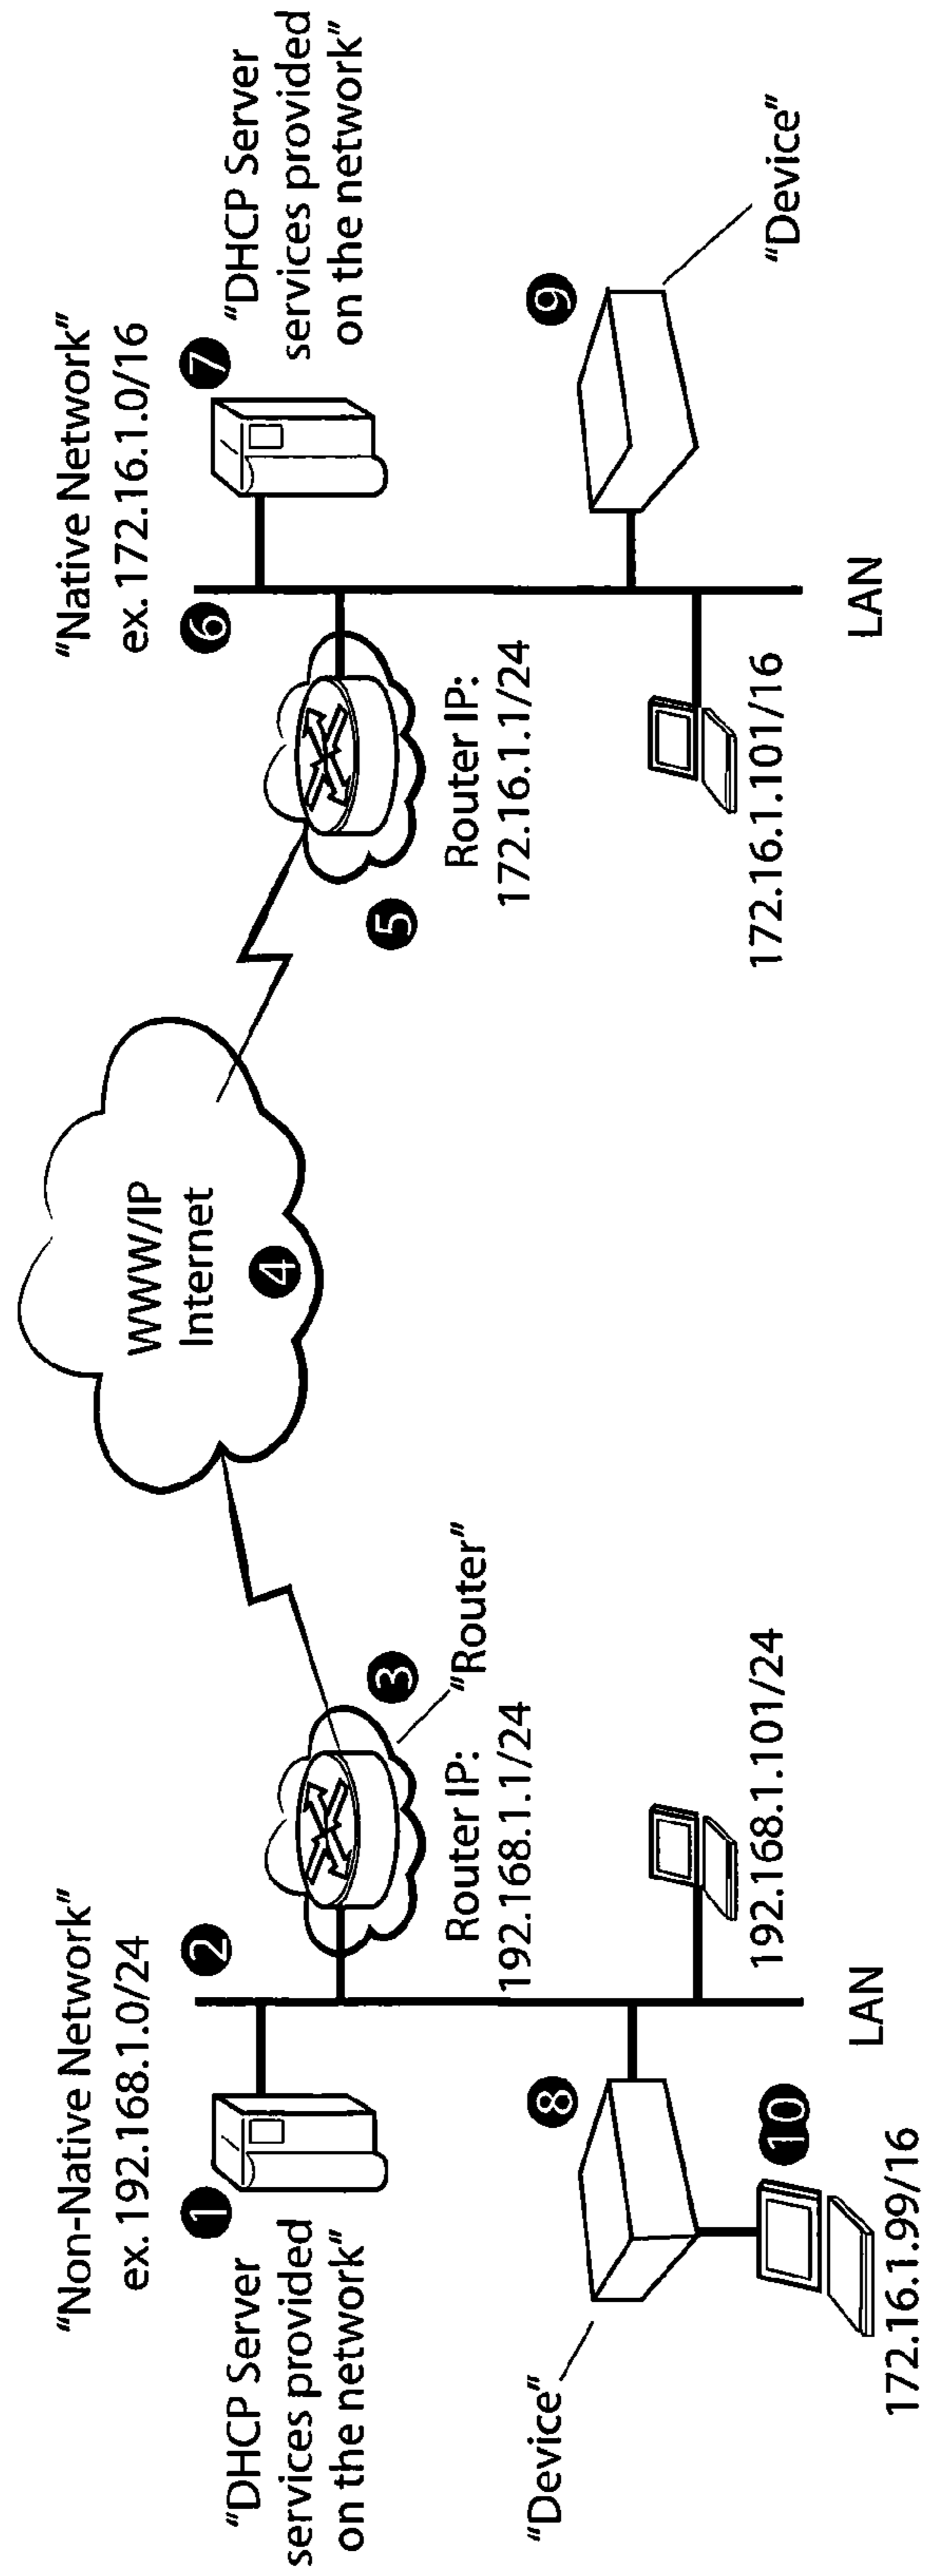 “Non-Native Network”
ex. 192.168.1.0/24
“Native Network”
ex. 172.16.1.0/16
1
“DHCP Server
services provided
on the network”
2
3
Router IP:
192.168.1.1/24
“Router”
WWW/IP
Internet
4
5
Router IP:
172.16.1.1/24
6
7
“DHCP Server
services provided
on the network”
“Device”
8
10
172.16.1.99/16
192.168.1.101/24
LAN
172.16.1.101/16
LAN
9
“Device”